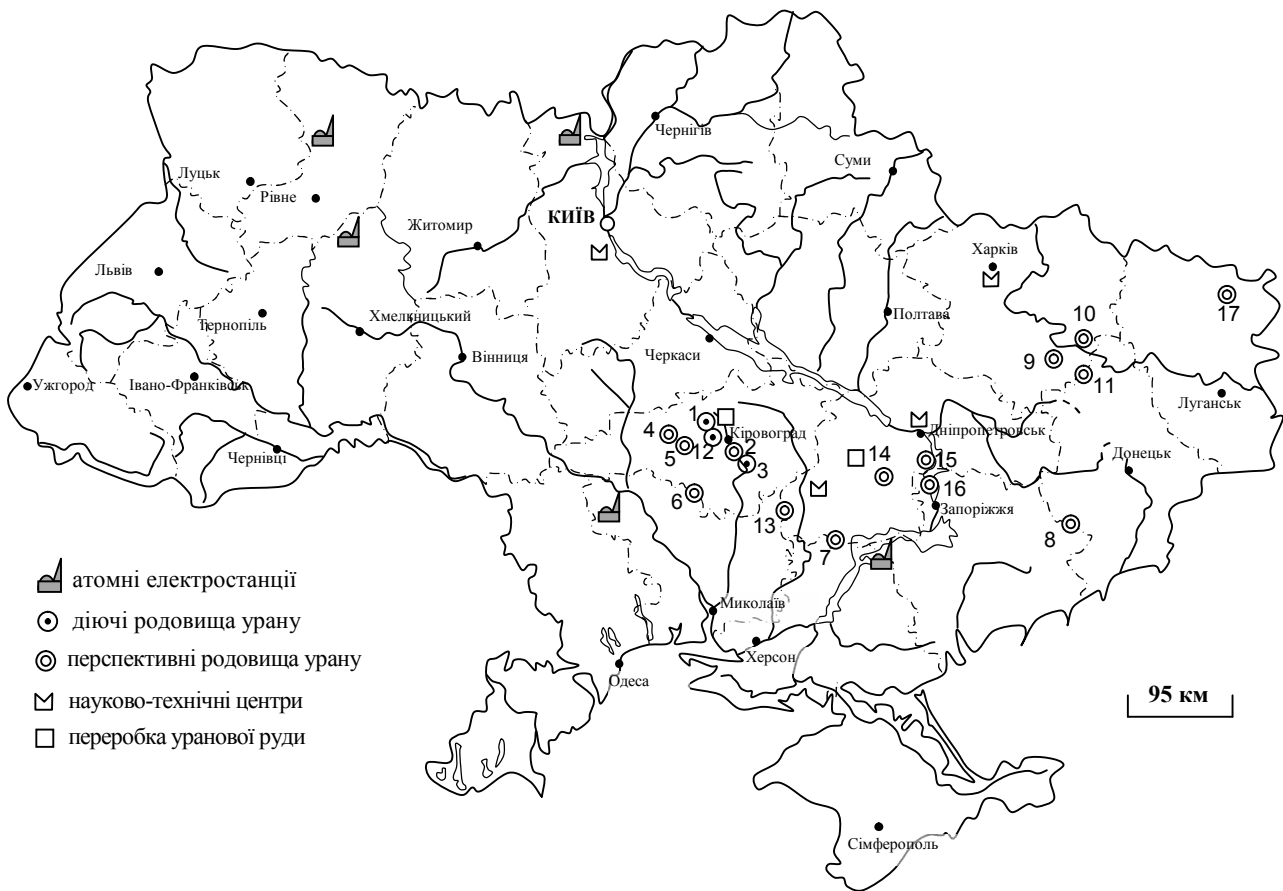 Чернігів
Суми
Луцьк
Рівне
КИЇВ
Житомир
Харків
Львів
17
Хмельницький
Полтава
10
Тернопіль
Черкаси
9
Вінниця
11
Ужгород
Івано-Франківськ
Луганськ
1
4
Кіровоград
Дніпропетровськ
Чернівці
5
12
2
14
15
Донецьк
3
6
16
13
Запоріжжя
8
7
атомні електростанції
Миколаїв
діючі родовища урану
Херсон
перспективні родовища урану
Одеса
95 км
науково-технічні центри
переробка уранової руди
Сімферополь